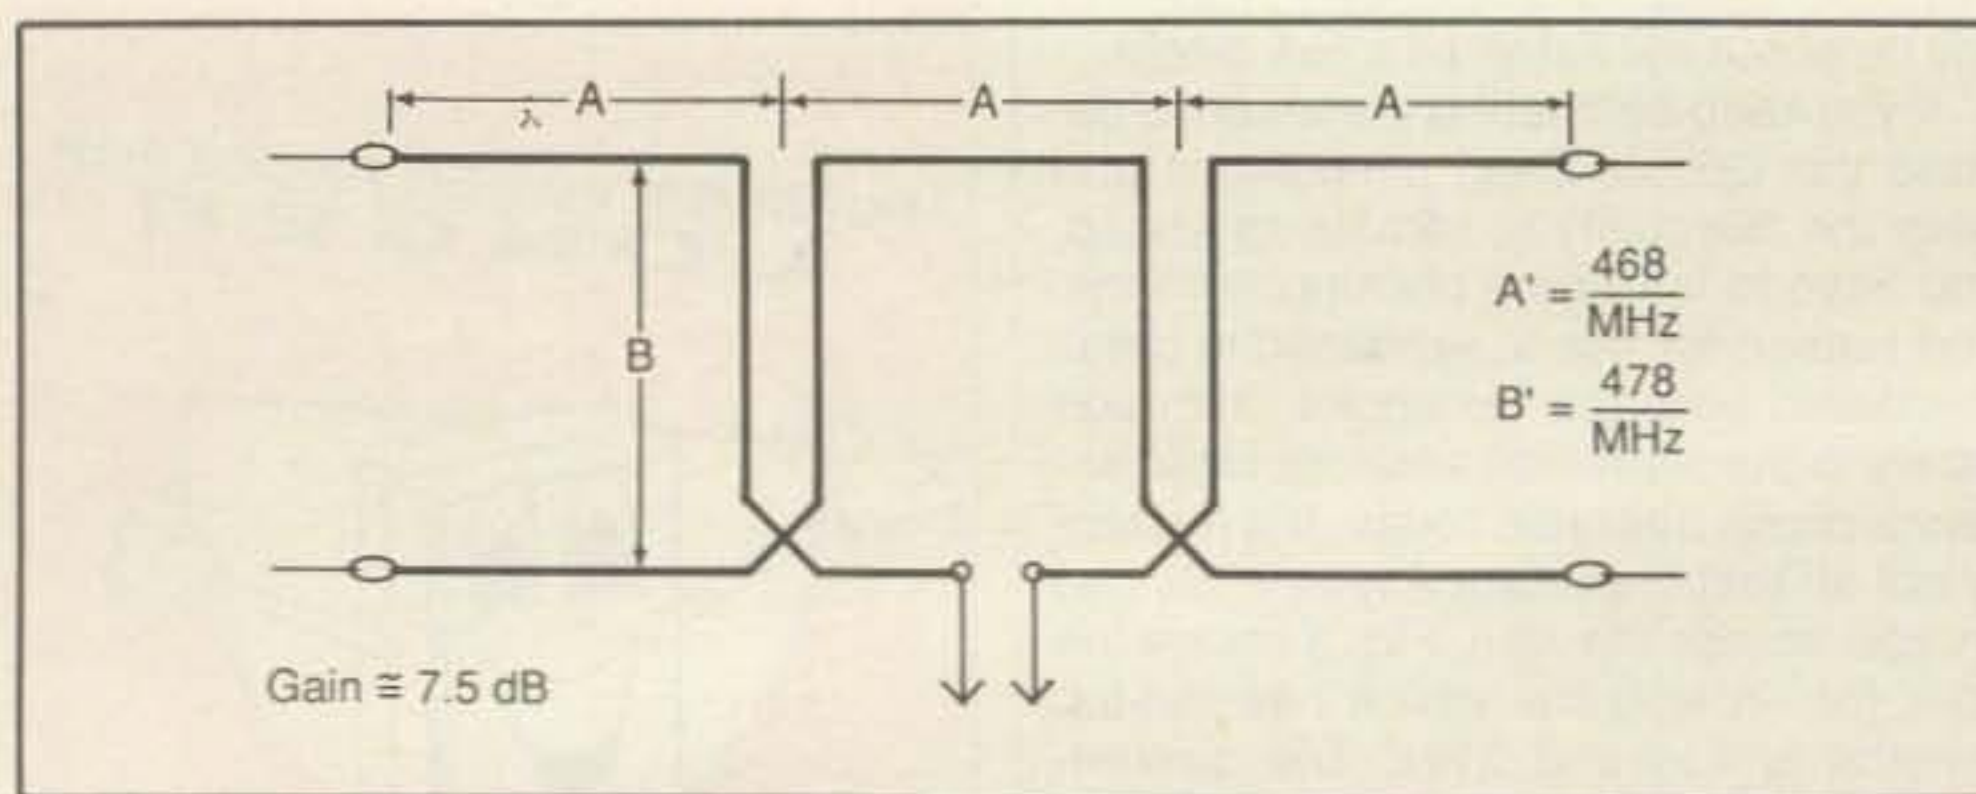 A A A
λ
B
A' = 468
MHz
B' = 478
MHz
Gain ≅ 7.5 dB